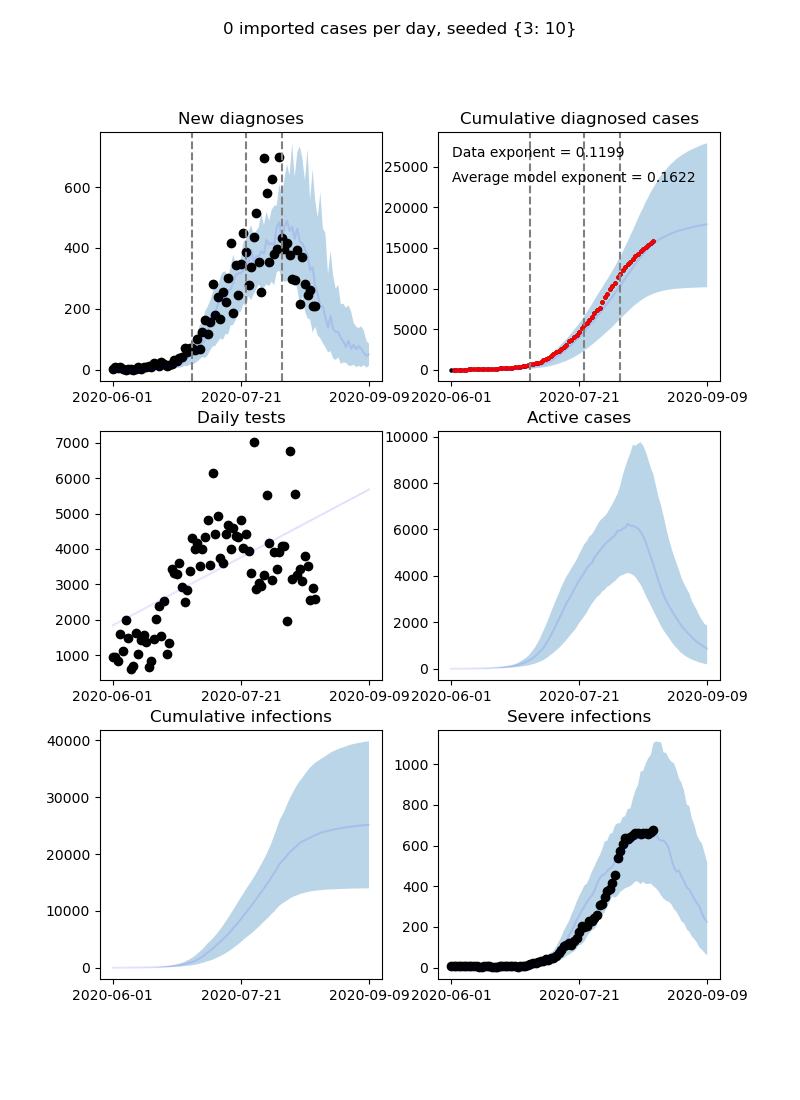 0 imported cases per day, seeded {3: 10}
New diagnoses
Cumulative diagnosed cases
600
400
200
0
2020-06-01 2020-07-21 2020-09-09
Data exponent = 0.1199
Average model exponent = 0.1622
25000
20000
15000
10000
5000
0
2020-06-01 2020-07-21 2020-09-09
Daily tests
Active cases
7000
6000
5000
4000
3000
2000
1000
2020-06-01 2020-07-21 2020-09-09
10000
8000
6000
4000
2000
0
2020-06-01 2020-07-21 2020-09-09
Cumulative infections
Severe infections
40000
30000
20000
10000
0
2020-06-01 2020-07-21 2020-09-09
1000
800
600
400
200
0
2020-06-01 2020-07-21 2020-09-09